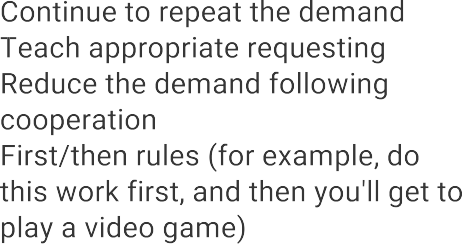 Continue to repeat the demand
Teach appropriate requesting
Reduce the demand following
cooperation
First/then rules (for example, do
this work first, and then you'll get to
play a video game)